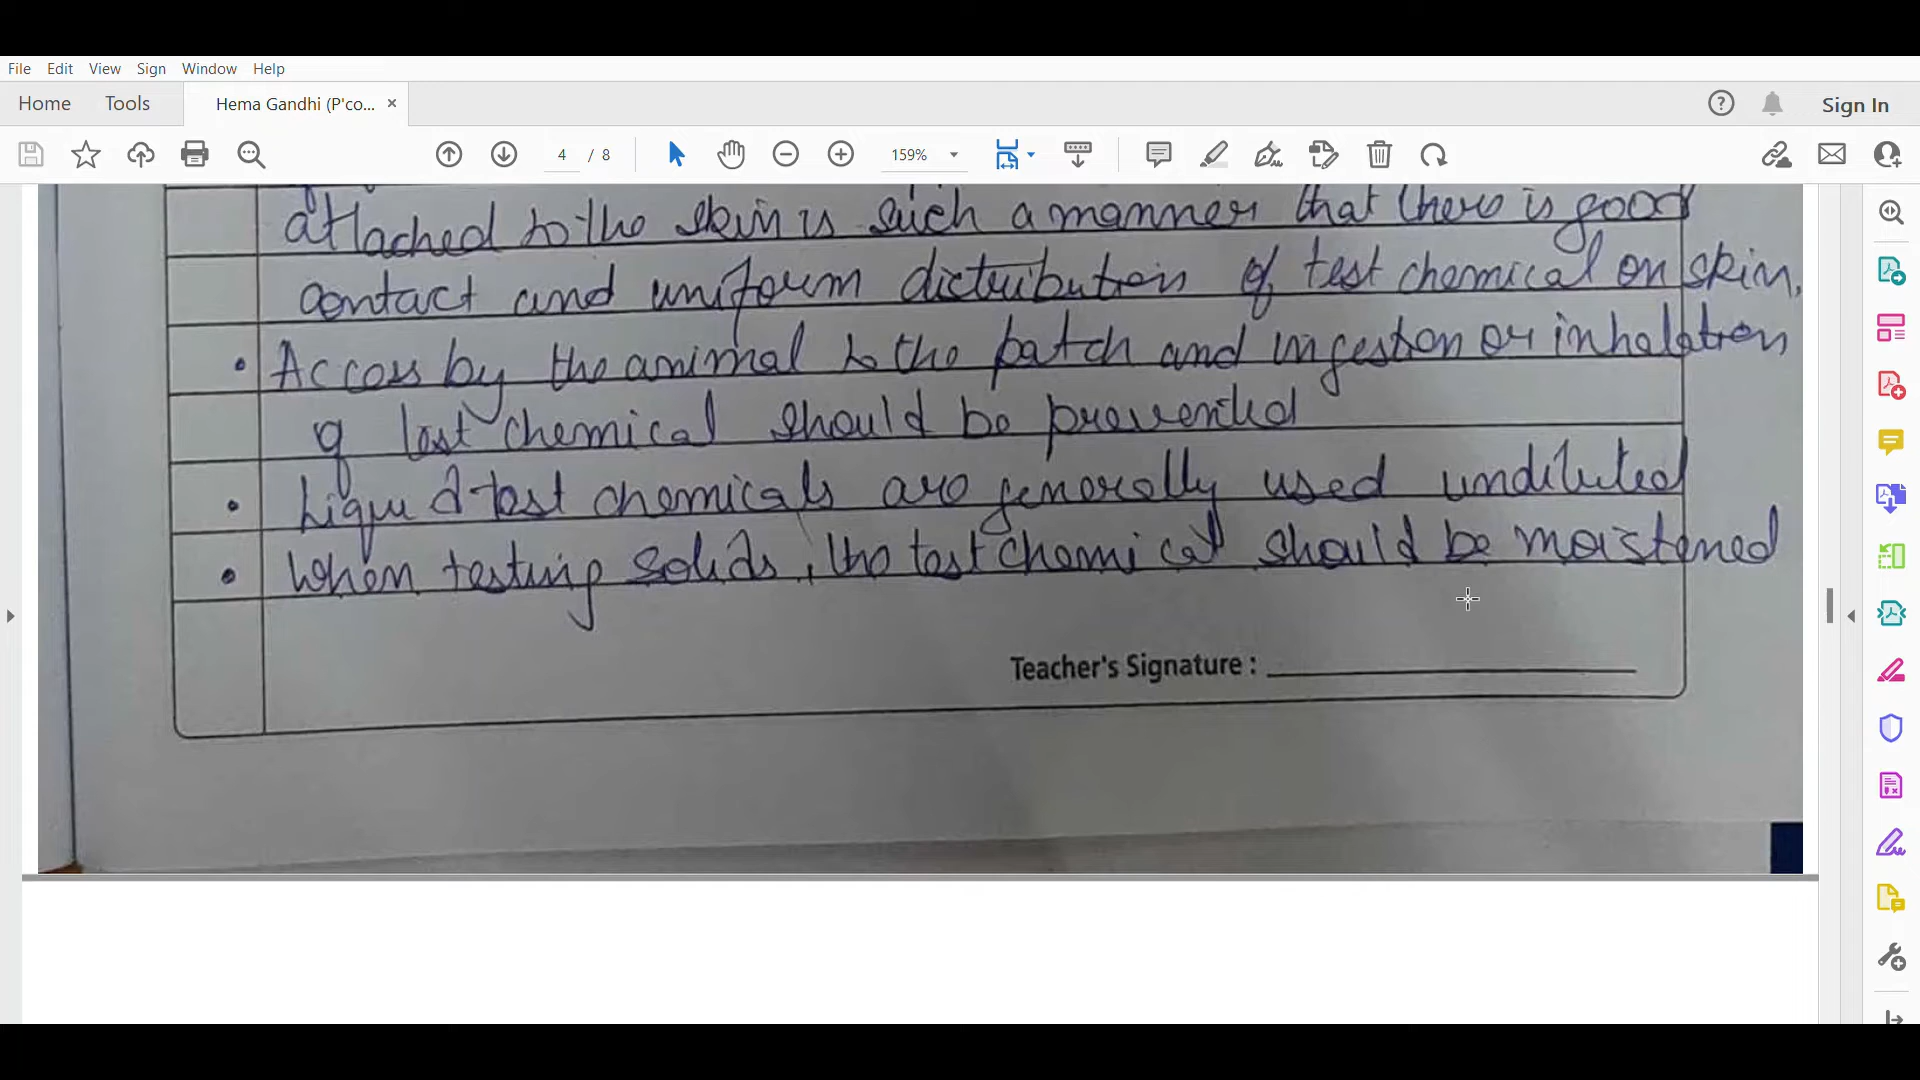 File Edit View Sign Window Help
Home Tools Hema Gandhi (P'co... × Sign In
4 / 8 159%
attached to the skin is such a manner that there is good
contact and uniform distribution of test chemical on skin.
• Access by the animal to the patch and ingestion or inhalation
of test chemical should be prevented
• Liquid test chemicals are generally used undiluted
• When testing solids, the test chemical should be moistened
Teacher's Signature :